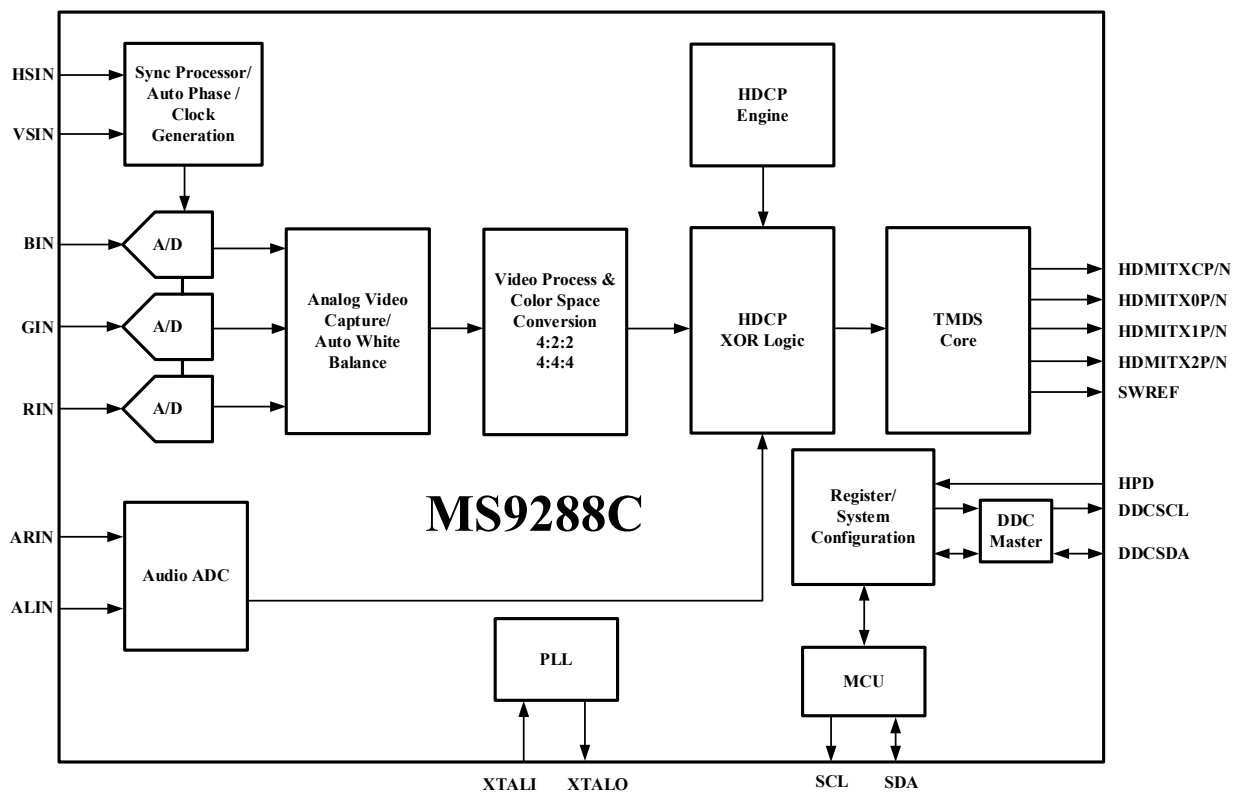 HSIN
VSIN
Sync Processor/
Auto Phase /
Clock
Generation
HDCP
Engine
BIN
GIN
RIN
A/D
A/D
A/D
Analog Video
Capture/
Auto White
Balance
Video Process &
Color Space
Conversion
4:2:2
4:4:4
HDCP
XOR Logic
TMDS
Core
HDMITXCP/N
HDMITX0P/N
HDMITX1P/N
HDMITX2P/N
SWREF
MS9288C
ARIN
ALIN
Audio ADC
Register/
System
Configuration
DDC
Master
HPD
DDCSCL
DDCSDA
PLL
MCU
XTALI
XTALO
SCL
SDA